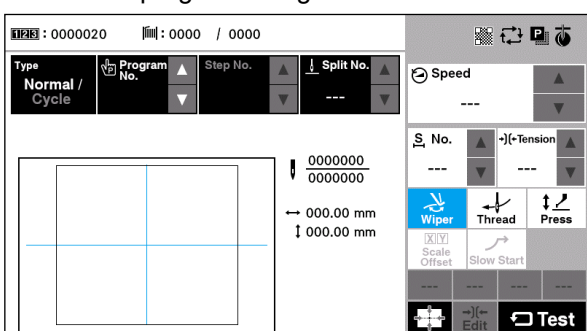 : 0000020 : 0000 / 0000
Type
Normal /
Cycle
Program
No.
Step No.
Split No.
---
Speed
---
S No.
---
Tension
---
0000000
0000000
000.00 mm
000.00 mm
Wiper
Thread
Press
X Y
Scale
Offset
Slow Start
--- --- --- ---
Edit
Test